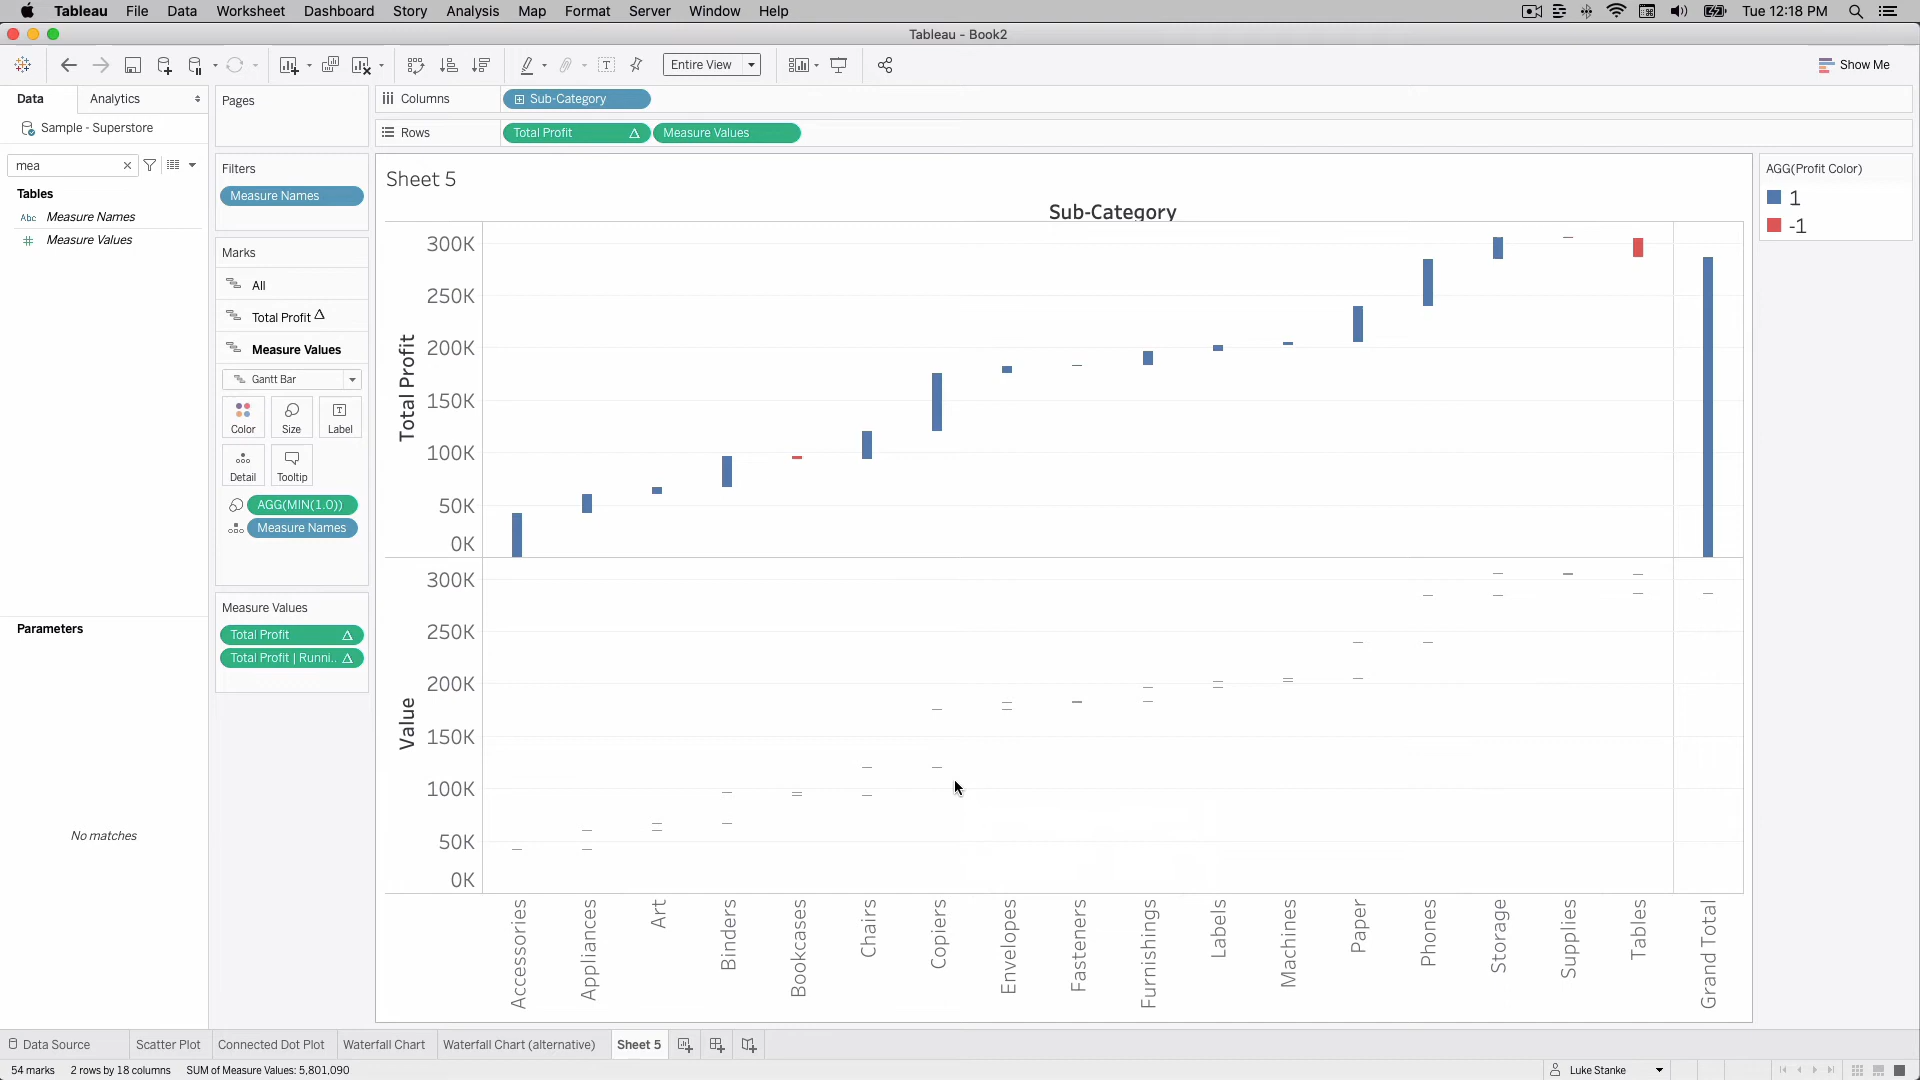 Tableau File Data Worksheet Dashboard Story Analysis Map Format Server Window Help Tue 12:18 PM
Tableau - Book2
Entire View Show Me
Data Analytics
Sample - Superstore
mea
Tables
Abc Measure Names
# Measure Values
Parameters
No matches
Pages
Filters
Measure Names
Marks
All
Total Profit Δ
Measure Values
Gantt Bar
Color Size Label
Detail Tooltip
AGG(MIN(1.0))
Measure Names
Measure Values
Total Profit Δ
Total Profit | Runni.. Δ
Columns Sub-Category
Rows Total Profit Δ Measure Values
Sheet 5
Sub-Category
Total Profit
300K
250K
200K
150K
100K
50K
0K
Value
300K
250K
200K
150K
100K
50K
0K
Accessories
Appliances
Art
Binders
Bookcases
Chairs
Copiers
Envelopes
Fasteners
Furnishings
Labels
Machines
Paper
Phones
Storage
Supplies
Tables
Grand Total
AGG(Profit Color)
1
-1
Data Source Scatter Plot Connected Dot Plot Waterfall Chart Waterfall Chart (alternative) Sheet 5
54 marks 2 rows by 18 columns SUM of Measure Values: 5,801,090 Luke Stanke